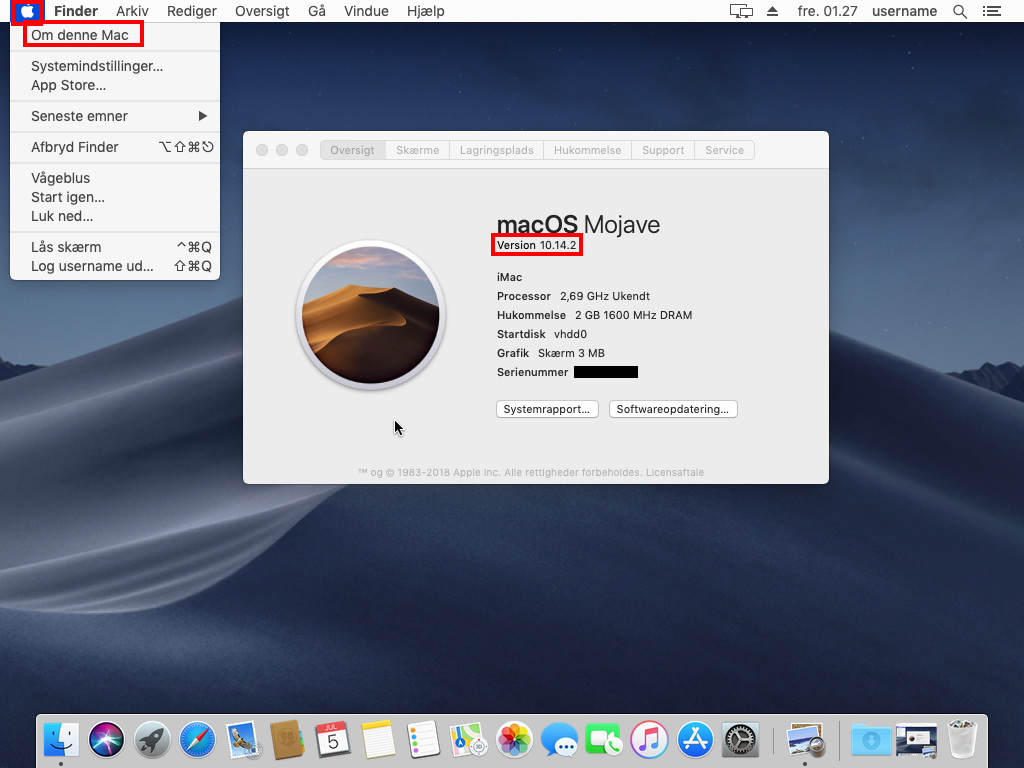 Finder Arkiv Rediger Oversigt Gå Vindue Hjælp fre. 01.27 username
Om denne Mac
Systemindstillinger...
App Store...
Seneste emner ▶
Afbryd Finder ⌥⇧⌘⎋
Vågeblus
Start igen...
Luk ned...
Lås skærm ^⌘Q
Log username ud... ⇧⌘Q
Oversigt Skærme Lagringsplads Hukommelse Support Service
macOS Mojave
Version 10.14.2
iMac
Processor 2,69 GHz Ukendt
Hukommelse 2 GB 1600 MHz DRAM
Startdisk vhdd0
Grafik Skærm 3 MB
Serienummer
Systemrapport... Softwareopdatering...
™ og © 1983-2018 Apple Inc. Alle rettigheder forbeholdes. Licensaftale
JUL
5